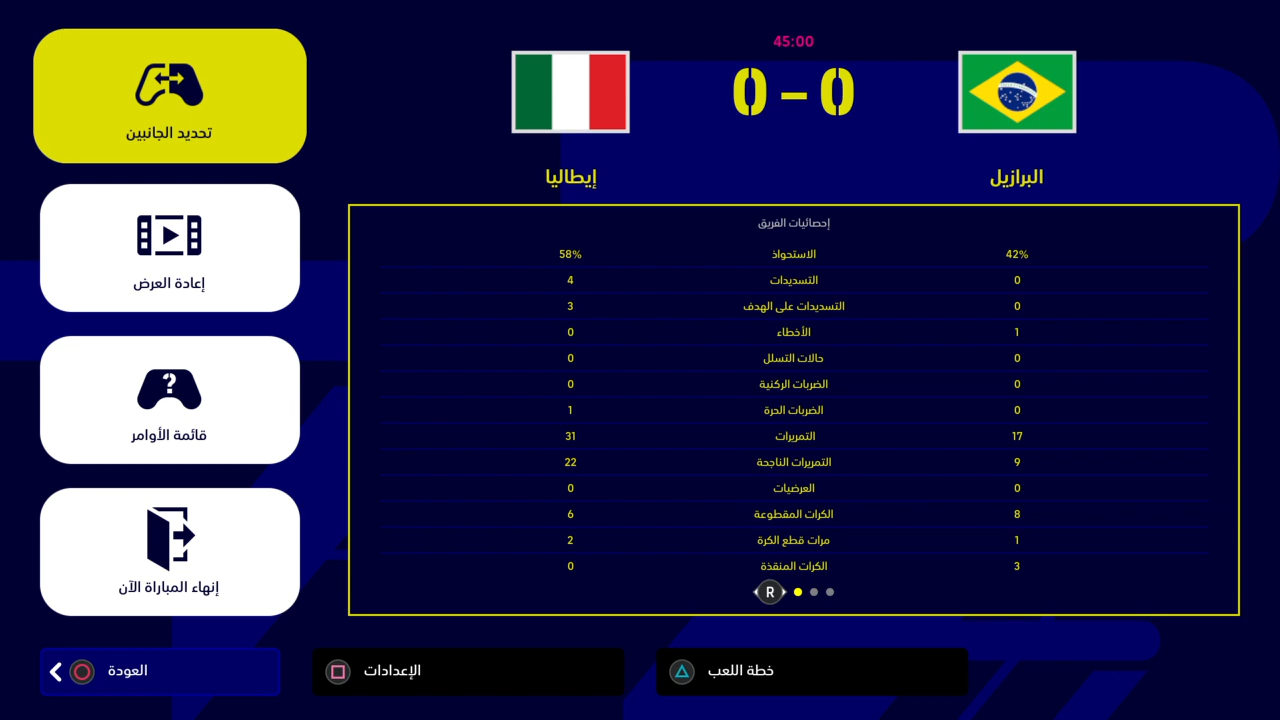 تحديد الجانبين
إعادة العرض
قائمة الأوامر
إنهاء المباراة الآن
45:00
0 – 0
إيطاليا
البرازيل
إحصائيات الفريق
58% الاستحواذ 42%
4 التسديدات 0
3 التسديدات على الهدف 0
0 الأخطاء 1
0 حالات التسلل 0
0 الضربات الركنية 0
1 الضربات الحرة 0
31 التمريرات 17
22 التمريرات الناجحة 9
0 العرضيات 0
6 الكرات المقطوعة 8
2 مرات قطع الكرة 1
0 الكرات المنقذة 3
R
العودة
الإعدادات
خطة اللعب